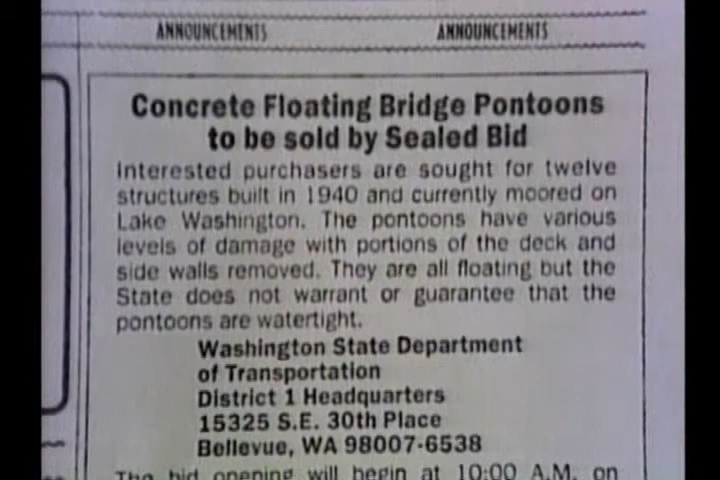 ANNOUNCEMENTS ANNOUNCEMENTS
Concrete Floating Bridge Pontoons
to be sold by Sealed Bid
Interested purchasers are sought for twelve
structures built in 1940 and currently moored on
Lake Washington. The pontoons have various
levels of damage with portions of the deck and
side walls removed. They are all floating but the
State does not warrant or guarantee that the
pontoons are watertight.
Washington State Department
of Transportation
District 1 Headquarters
15325 S.E. 30th Place
Bellevue, WA 98007-6538
The bid opening will begin at 10:00 A.M. on